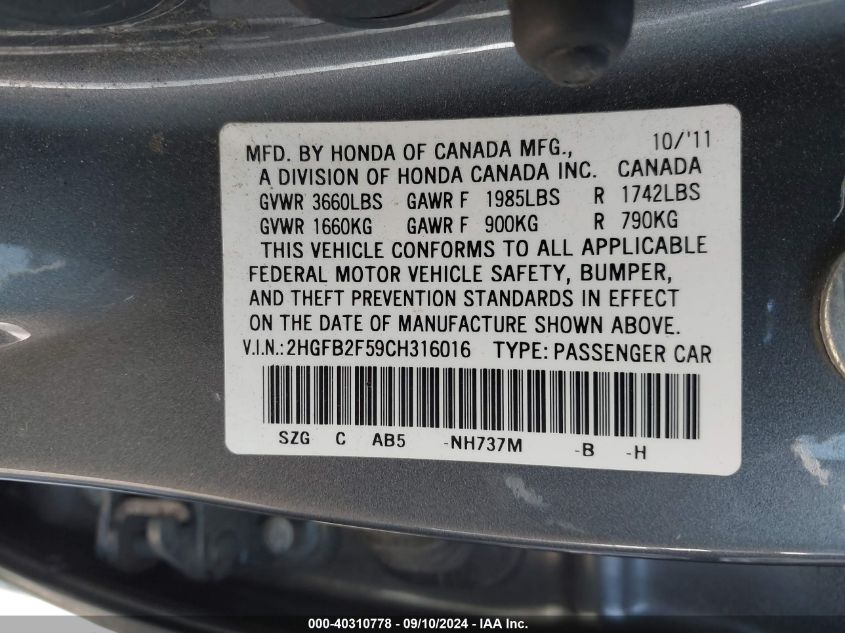 MFD. BY HONDA OF CANADA MFG., 10/'11
A DIVISION OF HONDA CANADA INC. CANADA
GVWR 3660LBS GAWR F 1985LBS R 1742LBS
GVWR 1660KG GAWR F 900KG R 790KG
THIS VEHICLE CONFORMS TO ALL APPLICABLE
FEDERAL MOTOR VEHICLE SAFETY, BUMPER,
AND THEFT PREVENTION STANDARDS IN EFFECT
ON THE DATE OF MANUFACTURE SHOWN ABOVE.
V.I.N.:2HGFB2F59CH316016 TYPE: PASSENGER CAR
SZG C AB5 -NH737M -B -H
000-40310778 - 09/10/2024 - IAA Inc.